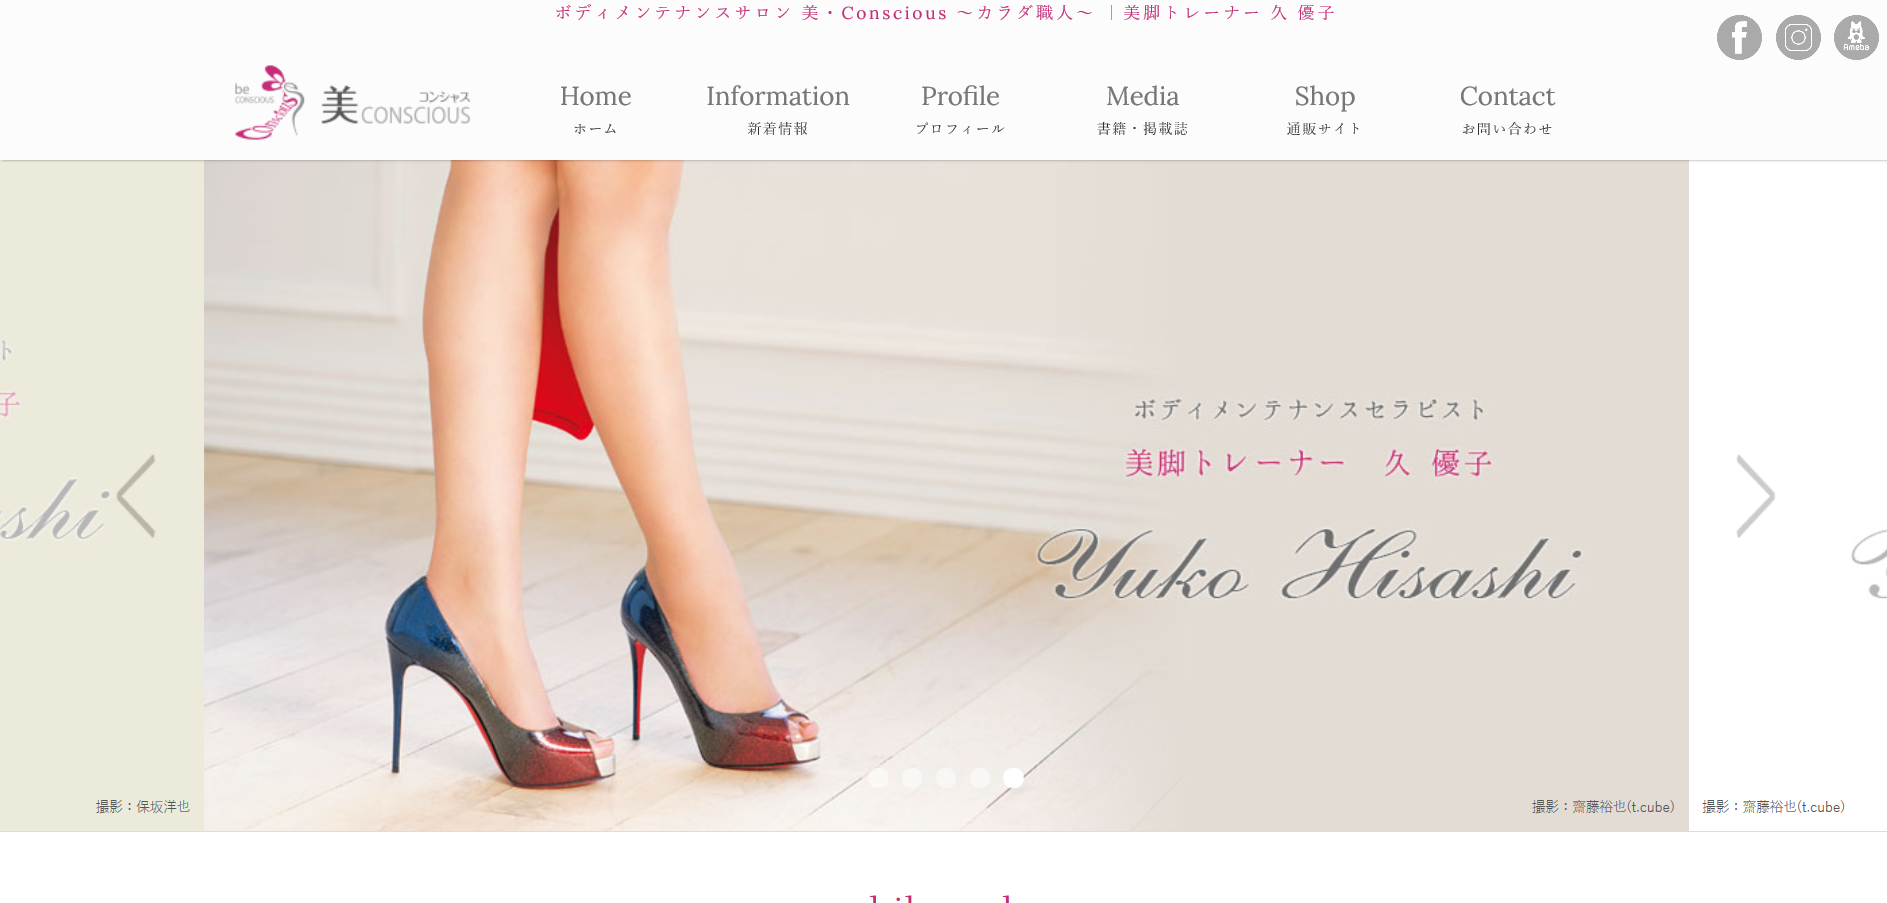 ボディメンテナンスサロン 美・Conscious ～カラダ職人～ ｜美脚トレーナー 久 優子
be
CONSCIOUS
美 コンシャス
CONSCIOUS
Home Information Profile Media Shop Contact
ホーム 新着情報 プロフィール 書籍・掲載誌 通販サイト お問い合わせ
Ameba
ト
子
ashi
ボディメンテナンスセラピスト
美脚トレーナー 久 優子
Yuko Hisashi
撮影：保坂洋也
撮影：齋藤裕也(t.cube)
撮影：齋藤裕也(t.cube)